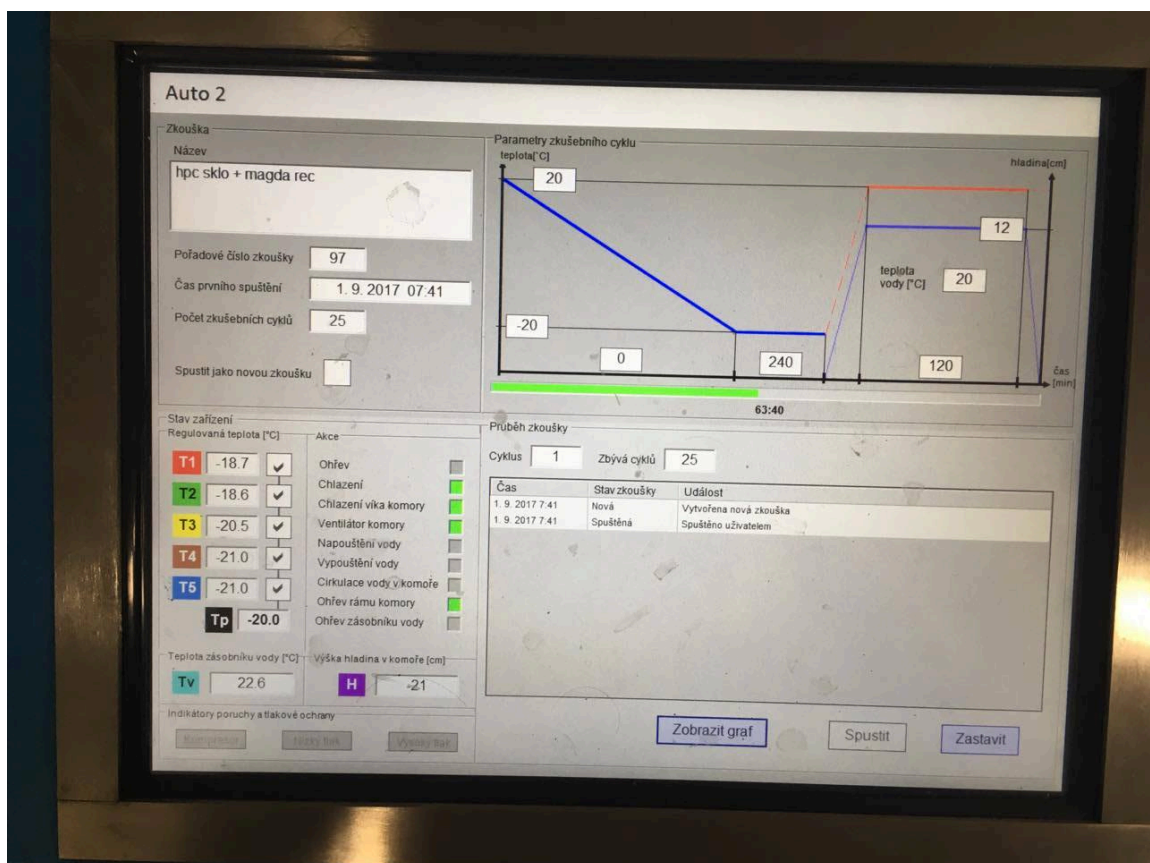 Auto 2
Zkouška
Název
hpc sklo + magda rec
Pořadové číslo zkoušky 97
Čas prvního spuštění 1. 9. 2017 07:41
Počet zkušebních cyklů 25
Spustit jako novou zkoušku
Parametry zkušebního cyklu
teplota[°C]
hladina[cm]
20
12
teplota
vody [°C] 20
-20
0 240 120
čas
[min]
63:40
Stav zařízení
Regulovaná teplota [°C]
T1 -18.7
T2 -18.6
T3 -20.5
T4 -21.0
T5 -21.0
Tp -20.0
Akce
Ohřev
Chlazení
Chlazení víka komory
Ventilátor komory
Napouštění vody
Vypouštění vody
Cirkulace vody v komoře
Ohřev rámu komory
Ohřev zásobníku vody
Teplota zásobníku vody [°C]
Tv 22.6
Výška hladina v komoře [cm]
H -21
Indikátory poruchy a tlakové ochrany
Kompresor Nízký tlak Vysoký tlak
Průběh zkoušky
Cyklus 1 Zbývá cyklů 25
Čas Stav zkoušky Událost
1. 9. 2017 7:41 Nová Vytvořena nová zkouška
1. 9. 2017 7:41 Spuštěná Spuštěno uživatelem
Zobrazit graf Spustit Zastavit